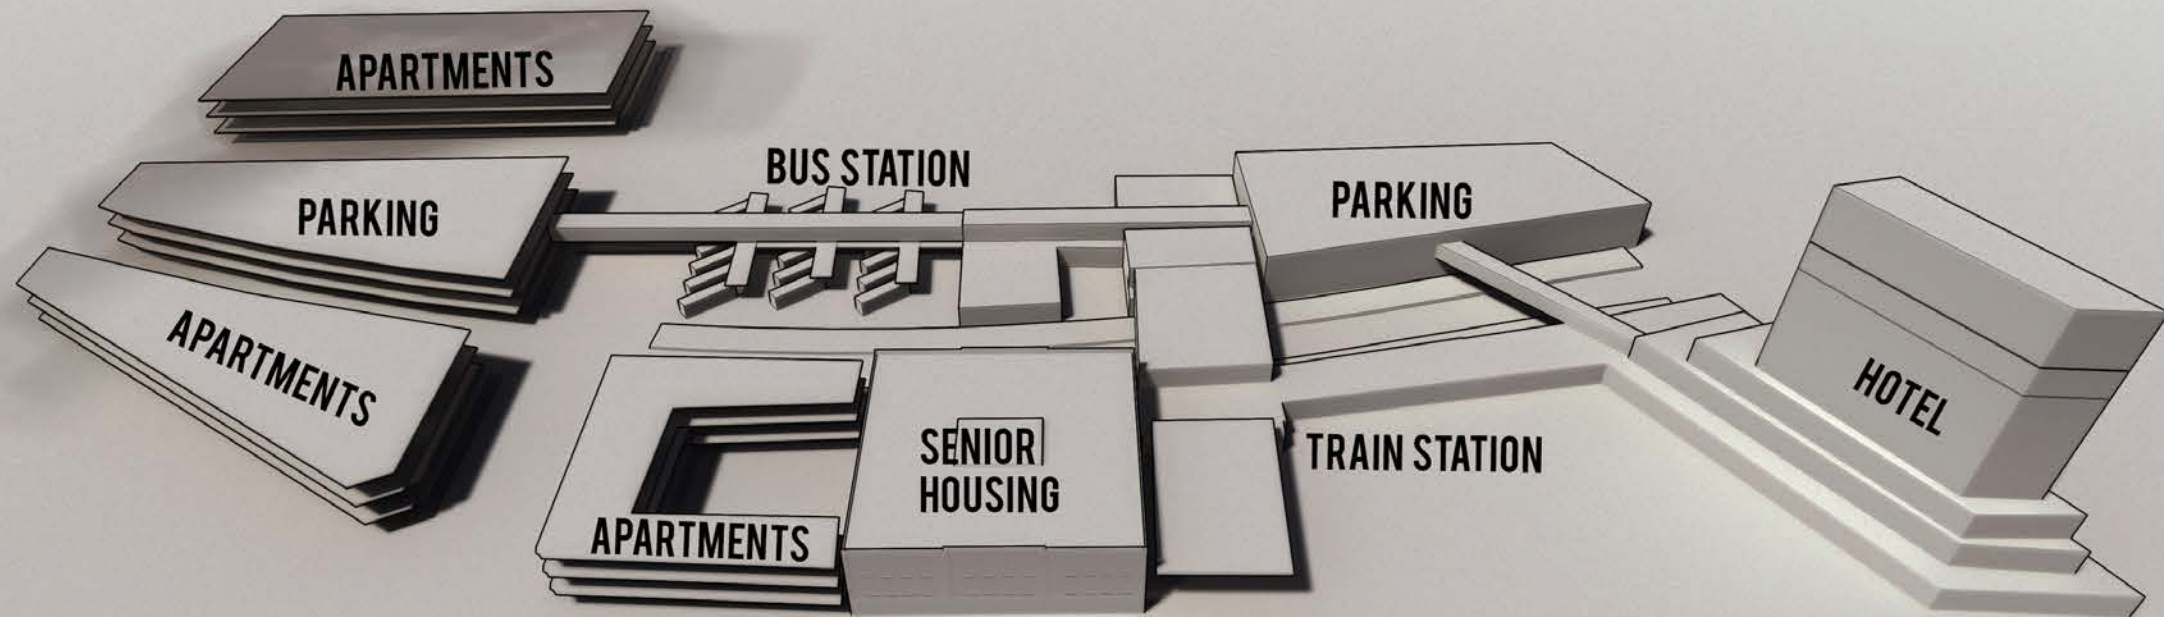 APARTMENTS
BUS STATION
PARKING
PARKING
APARTMENTS
HOTEL
SENIOR
HOUSING
TRAIN STATION
APARTMENTS